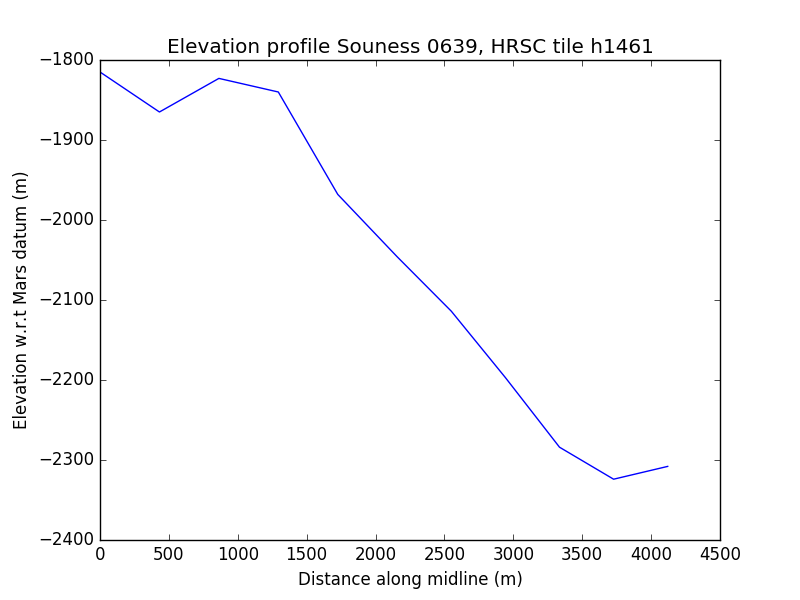 Elevation profile Souness 0639, HRSC tile h1461
−1800
−1900
−2000
−2100
−2200
−2300
−2400
Elevation w.r.t Mars datum (m)
0 500 1000 1500 2000 2500 3000 3500 4000 4500
Distance along midline (m)